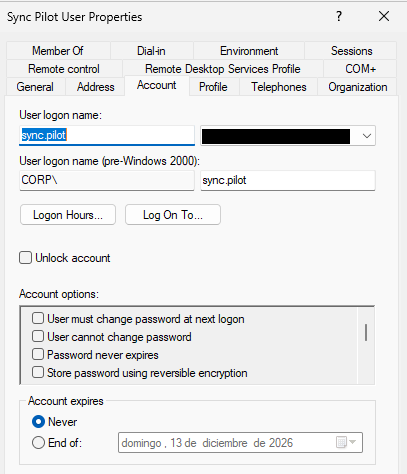 Sync Pilot User Properties ? ×
Member Of Dial-in Environment Sessions
Remote control Remote Desktop Services Profile COM+
General Address Account Profile Telephones Organization
User logon name:
sync.pilot
User logon name (pre-Windows 2000):
CORP\ sync.pilot
Logon Hours... Log On To...
Unlock account
Account options:
User must change password at next logon
User cannot change password
Password never expires
Store password using reversible encryption
Account expires
Never
End of: domingo , 13 de diciembre de 2026